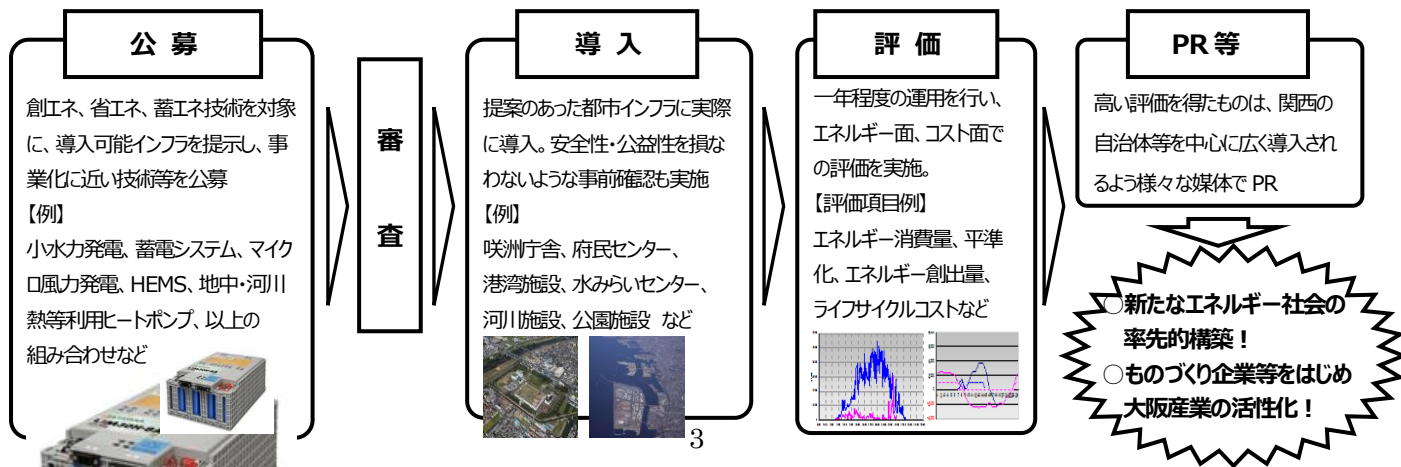 公 募
創エネ、省エネ、蓄エネ技術を対象
に、導入可能インフラを提示し、事
業化に近い技術等を公募
【例】
小水力発電、蓄電システム、マイク
ロ風力発電、HEMS、地中・河川
熱等利用ヒートポンプ、以上の
組み合わせなど
審
査
導 入
提案のあった都市インフラに実際
に導入。安全性・公益性を損な
わないような事前確認も実施
【例】
咲洲庁舎、府民センター、
港湾施設、水みらいセンター、
河川施設、公園施設 など
評 価
一年程度の運用を行い、
エネルギー面、コスト面で
の評価を実施。
【評価項目例】
エネルギー消費量、平準
化、エネルギー創出量、
ライフサイクルコストなど
PR 等
高い評価を得たものは、関西の
自治体等を中心に広く導入され
るよう様々な媒体で PR
○新たなエネルギー社会の
率先的構築！
○ものづくり企業等をはじめ
大阪産業の活性化！
3